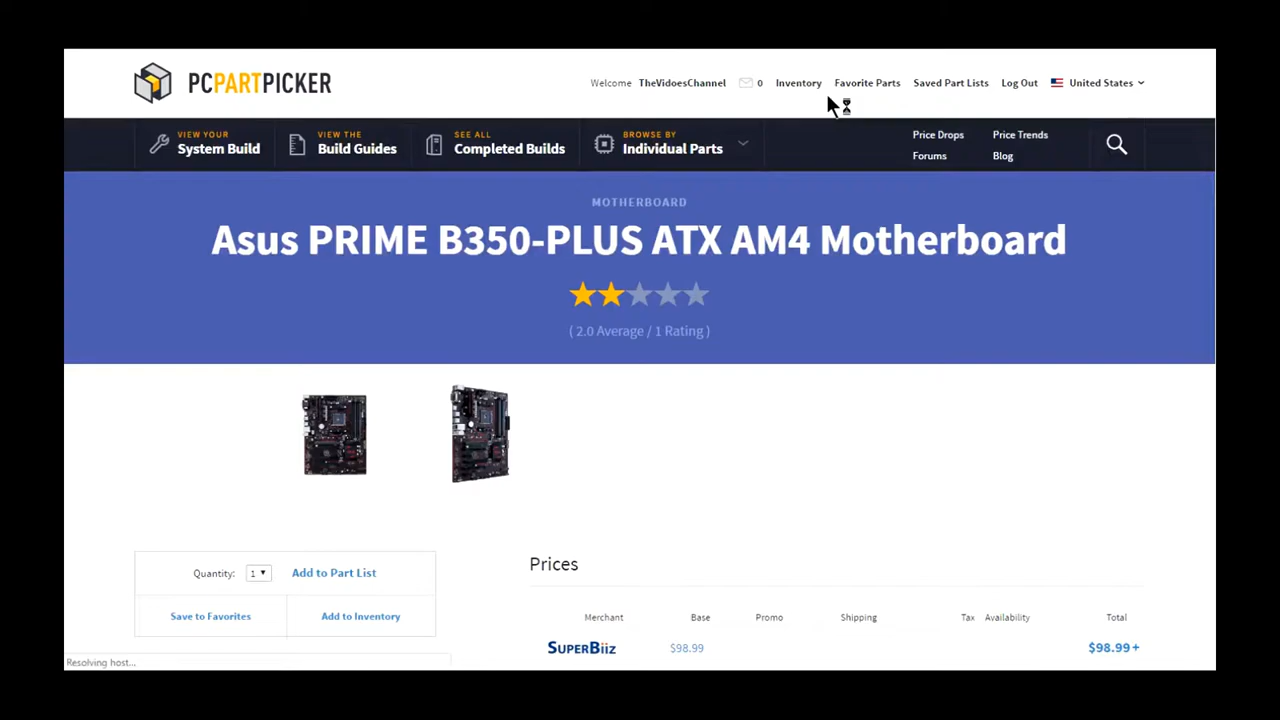 PCPARTPICKER
Welcome TheVidoesChannel 0 Inventory Favorite Parts Saved Part Lists Log Out United States
VIEW YOUR
System Build
VIEW THE
Build Guides
SEE ALL
Completed Builds
BROWSE BY
Individual Parts
Price Drops Price Trends
Forums Blog
MOTHERBOARD
Asus PRIME B350-PLUS ATX AM4 Motherboard
( 2.0 Average / 1 Rating )
Quantity: 1 Add to Part List
Save to Favorites Add to Inventory
Prices
Merchant Base Promo Shipping Tax Availability Total
SUPERBiiz $98.99 $98.99+
Resolving host...